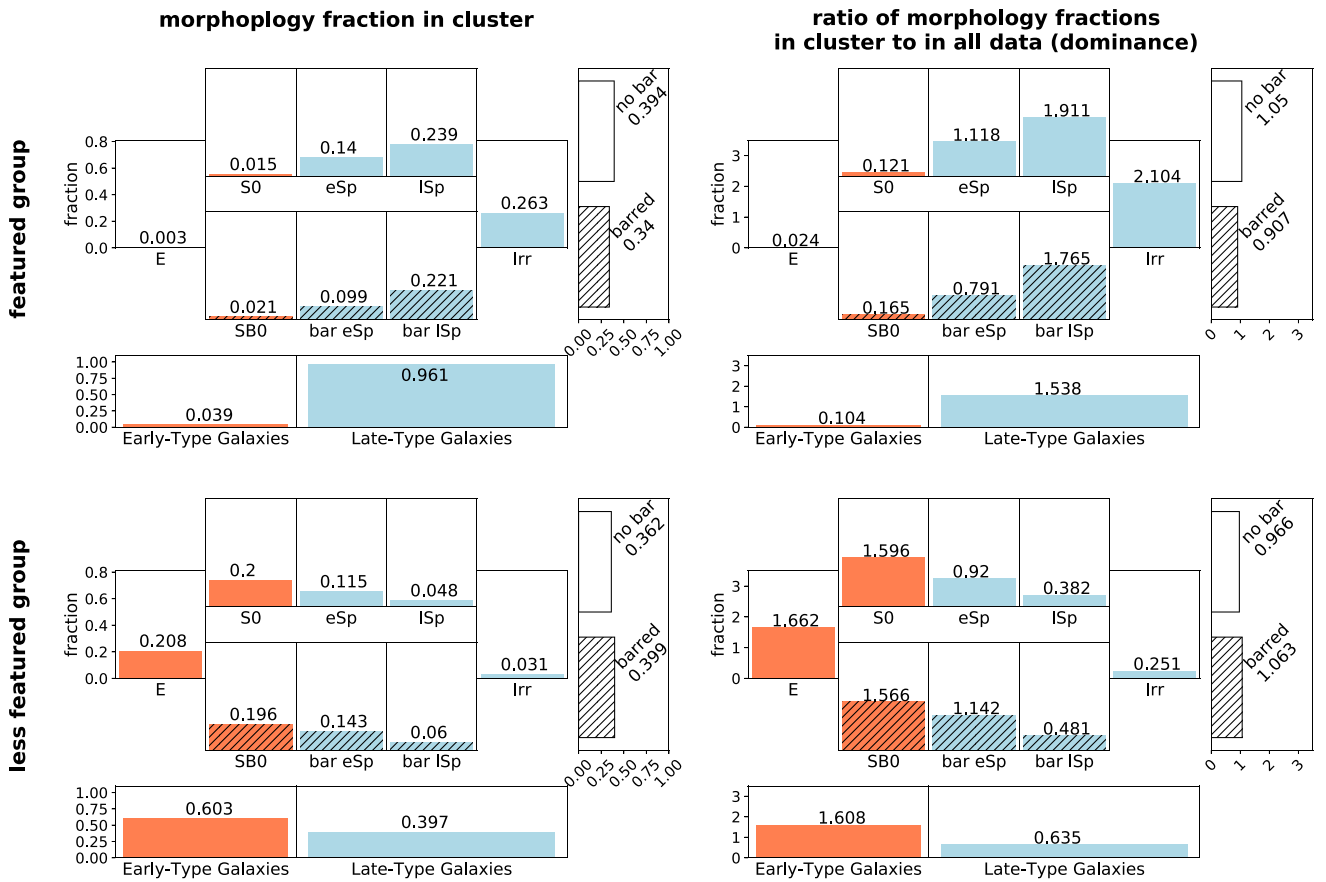 morphoplogy fraction in cluster
ratio of morphology fractions
in cluster to in all data (dominance)
featured group
fraction
0.8
0.6
0.4
0.2
0.0
0.003
E
0.015
S0
0.14
eSp
0.239
lSp
0.021
SB0
0.099
bar eSp
0.221
bar lSp
0.263
Irr
no bar
0.394
barred
0.34
0.00
0.25
0.50
0.75
1.00
1.00
0.75
0.50
0.25
0.00
0.039
Early-Type Galaxies
0.961
Late-Type Galaxies
fraction
3
2
1
0
0.024
E
0.121
S0
1.118
eSp
1.911
lSp
0.165
SB0
0.791
bar eSp
1.765
bar lSp
2.104
Irr
no bar
1.05
barred
0.907
0
1
2
3
3
2
1
0
0.104
Early-Type Galaxies
1.538
Late-Type Galaxies
less featured group
fraction
0.8
0.6
0.4
0.2
0.0
0.208
E
0.2
S0
0.115
eSp
0.048
lSp
0.196
SB0
0.143
bar eSp
0.06
bar lSp
0.031
Irr
no bar
0.362
barred
0.399
0.00
0.25
0.50
0.75
1.00
1.00
0.75
0.50
0.25
0.00
0.603
Early-Type Galaxies
0.397
Late-Type Galaxies
fraction
3
2
1
0
1.662
E
1.596
S0
0.92
eSp
0.382
lSp
1.566
SB0
1.142
bar eSp
0.481
bar lSp
0.251
Irr
no bar
0.966
barred
1.063
0
1
2
3
3
2
1
0
1.608
Early-Type Galaxies
0.635
Late-Type Galaxies